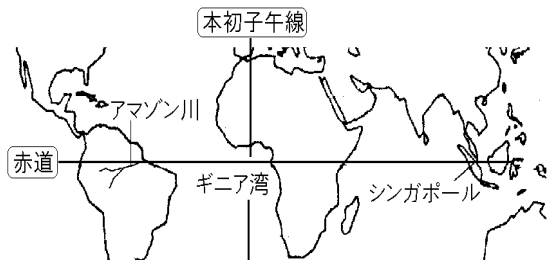 本初子午線
アマゾン川
赤道
ギニア湾
シンガポール